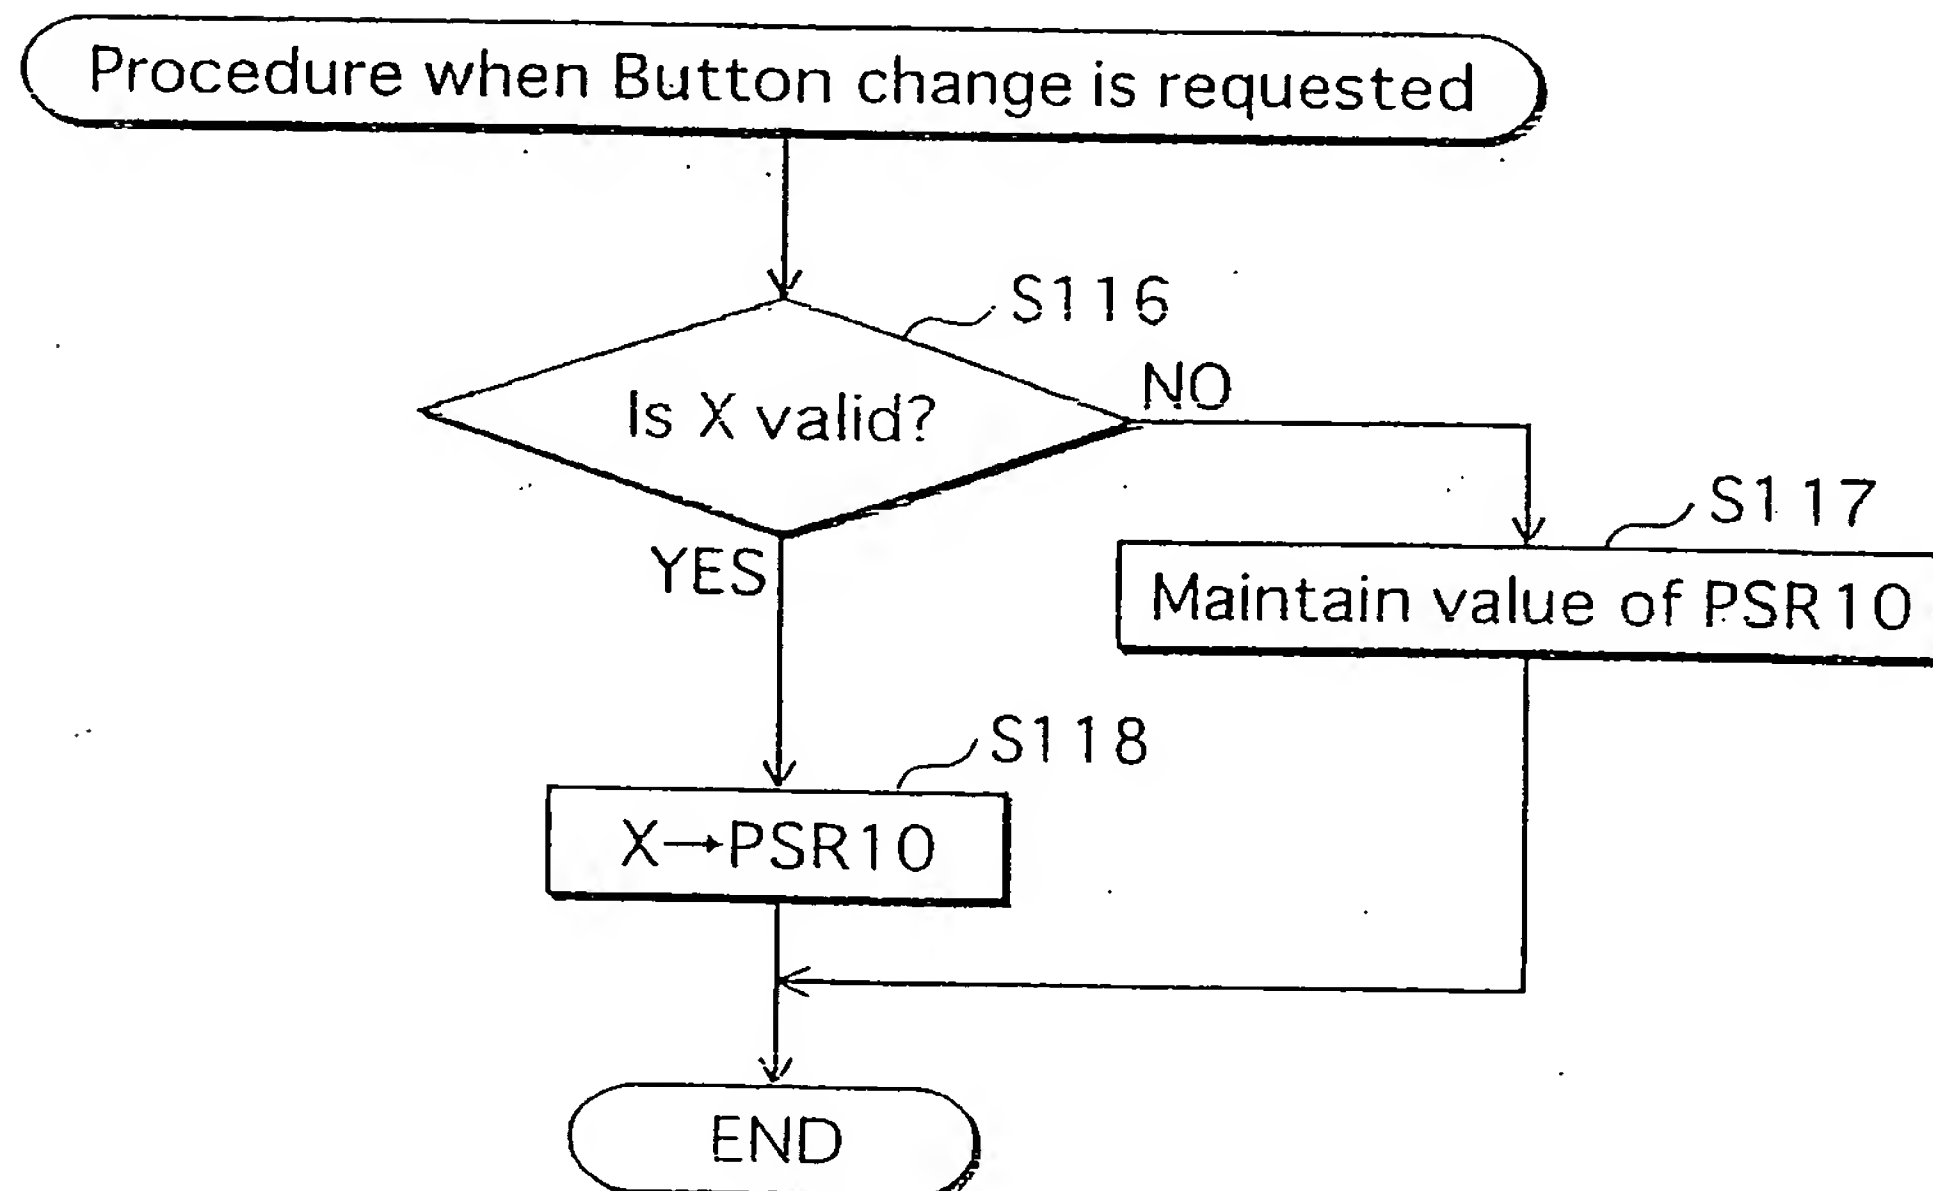 Procedure when Button change is requested
S116
Is X valid?
NO
YES
S117
Maintain value of PSR10
S118
X→PSR10
END